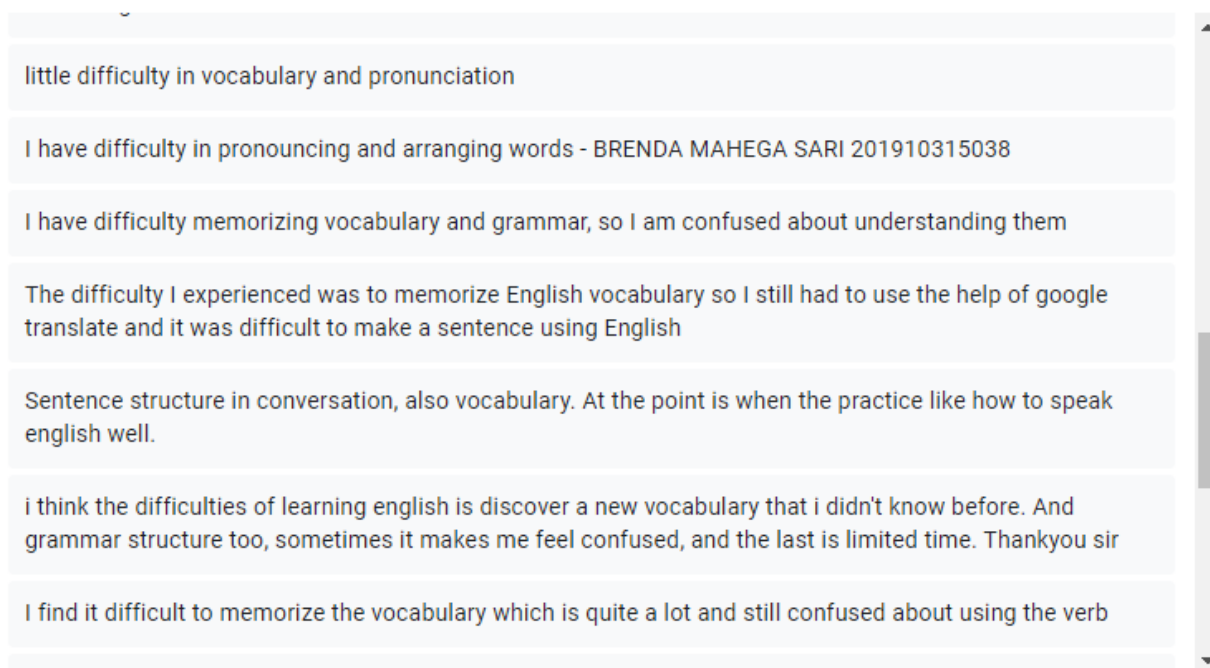 little difficulty in vocabulary and pronunciation
I have difficulty in pronouncing and arranging words - BRENDA MAHEGA SARI 201910315038
I have difficulty memorizing vocabulary and grammar, so I am confused about understanding them
The difficulty I experienced was to memorize English vocabulary so I still had to use the help of google
translate and it was difficult to make a sentence using English
Sentence structure in conversation, also vocabulary. At the point is when the practice like how to speak
english well.
i think the difficulties of learning english is discover a new vocabulary that i didn't know before. And
grammar structure too, sometimes it makes me feel confused, and the last is limited time. Thankyou sir
I find it difficult to memorize the vocabulary which is quite a lot and still confused about using the verb